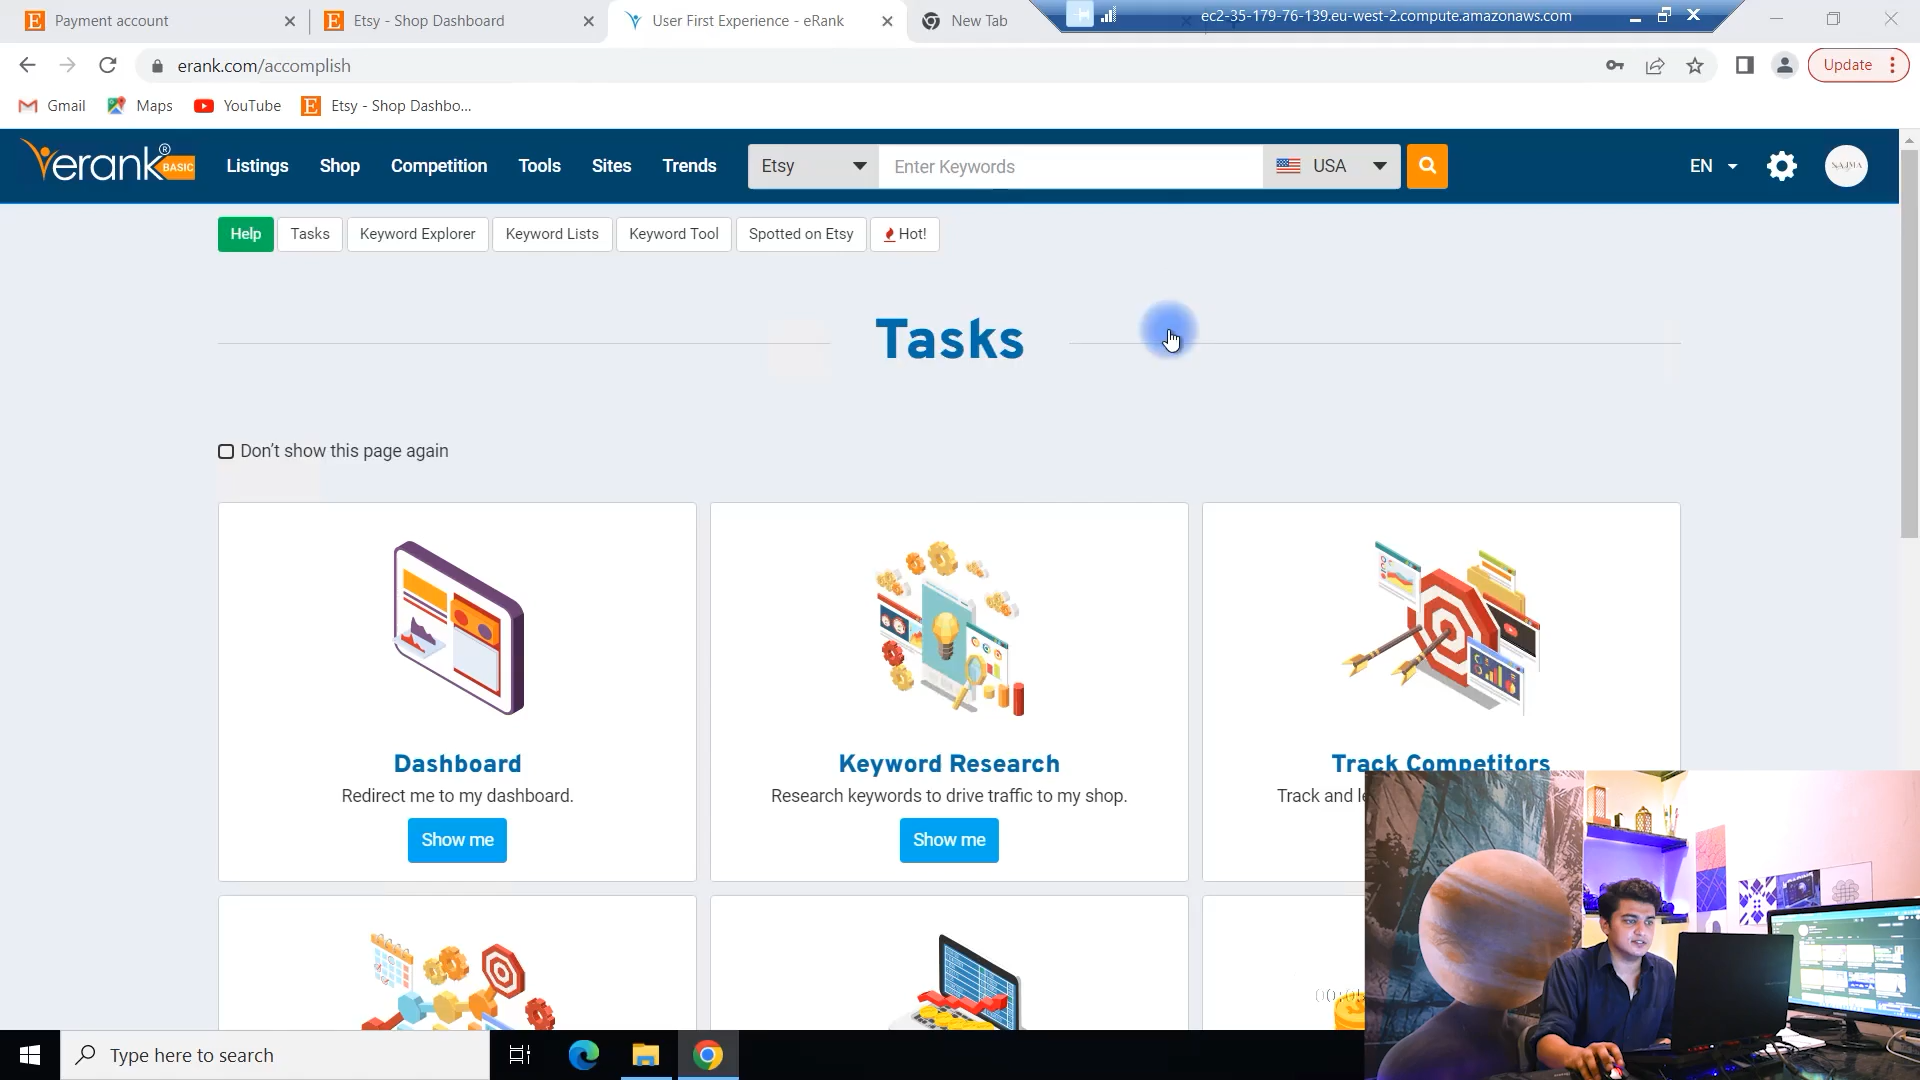 Payment account
Etsy - Shop Dashboard
User First Experience - eRank
New Tab
ec2-35-179-76-139.eu-west-2.compute.amazonaws.com
erank.com/accomplish
Update
Gmail
Maps
YouTube
Etsy - Shop Dashbo...
erank® BASIC
Listings
Shop
Competition
Tools
Sites
Trends
Etsy
Enter Keywords
USA
EN
NAJMA
Help
Tasks
Keyword Explorer
Keyword Lists
Keyword Tool
Spotted on Etsy
Hot!
Tasks
Don't show this page again
Dashboard
Redirect me to my dashboard.
Show me
Keyword Research
Research keywords to drive traffic to my shop.
Show me
Track Competitors
Track and
Type here to search